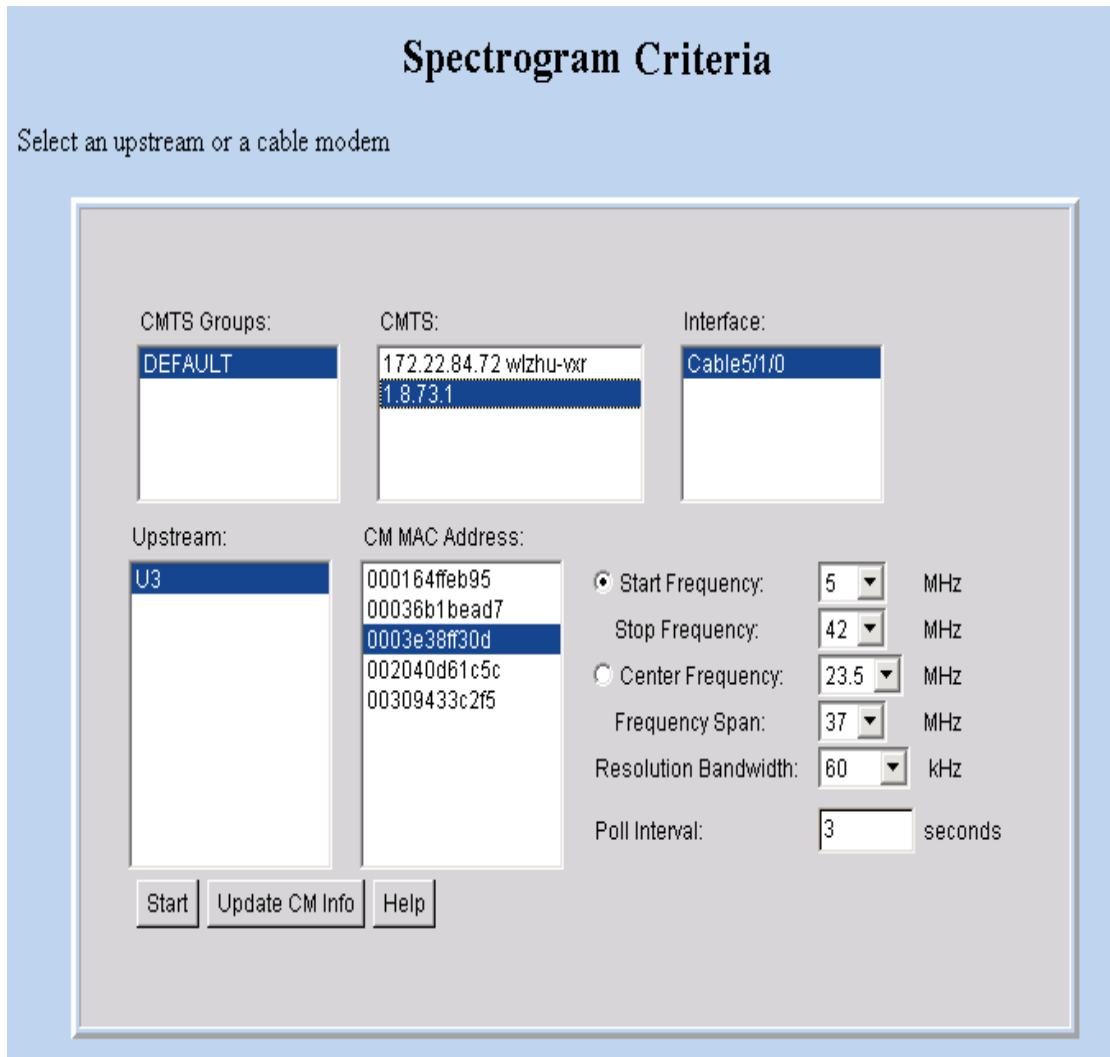 Spectrogram Criteria
Select an upstream or a cable modem
CMTS Groups:
DEFAULT
CMTS:
172.22.84.72 wlzhu-vxr
1.8.73.1
Interface:
Cable5/1/0
Upstream:
U3
CM MAC Address:
000164ffeb95
00036b1bead7
0003e38ff30d
002040d61c5c
00309433c2f5
Start Frequency: 5 MHz
Stop Frequency: 42 MHz
Center Frequency: 23.5 MHz
Frequency Span: 37 MHz
Resolution Bandwidth: 60 kHz
Poll Interval: 3 seconds
Start Update CM Info Help